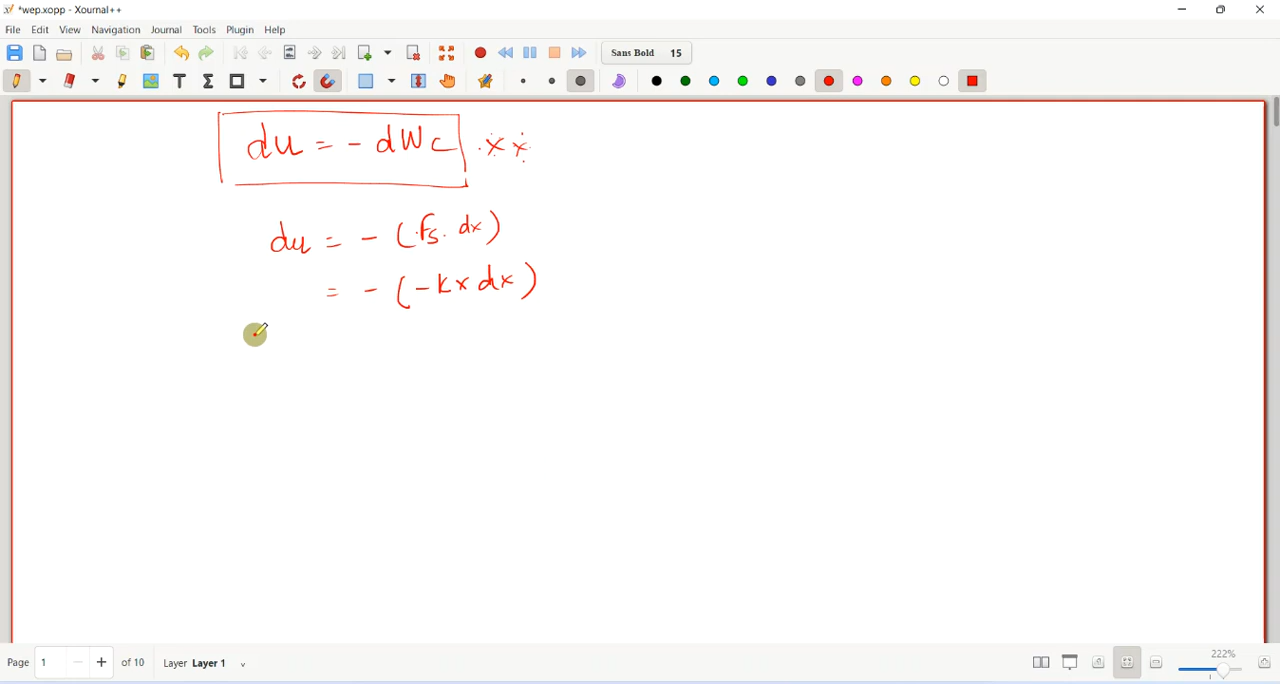 *wep.xopp - Xournal++
File Edit View Navigation Journal Tools Plugin Help
Sans Bold 15
du = - dWc
du = - (fs. dx)
= - (-kx dx)
222%
Page 1 of 10 Layer Layer 1